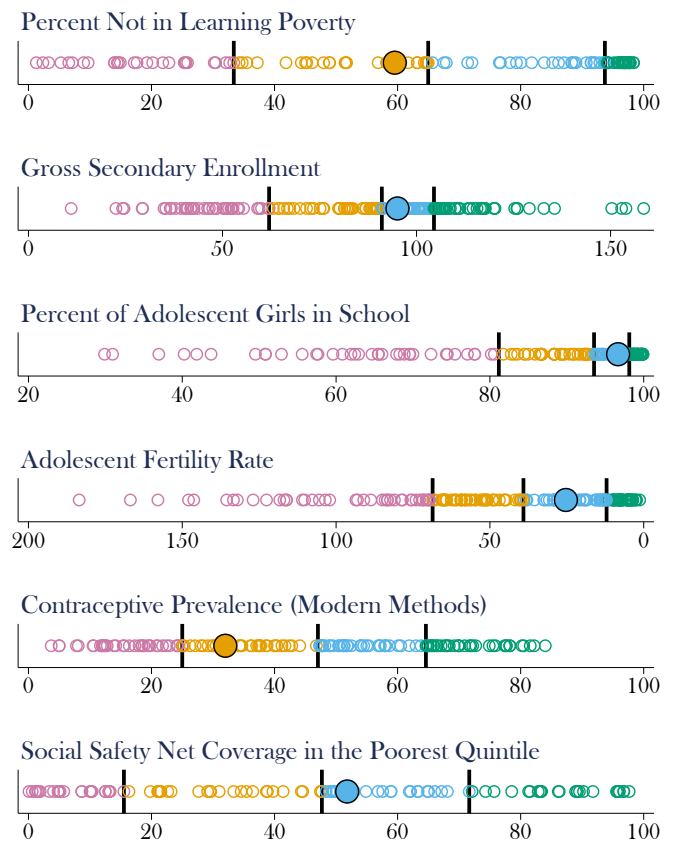 Percent Not in Learning Poverty
0 20 40 60 80 100
Gross Secondary Enrollment
0 50 100 150
Percent of Adolescent Girls in School
20 40 60 80 100
Adolescent Fertility Rate
200 150 100 50 0
Contraceptive Prevalence (Modern Methods)
0 20 40 60 80 100
Social Safety Net Coverage in the Poorest Quintile
0 20 40 60 80 100